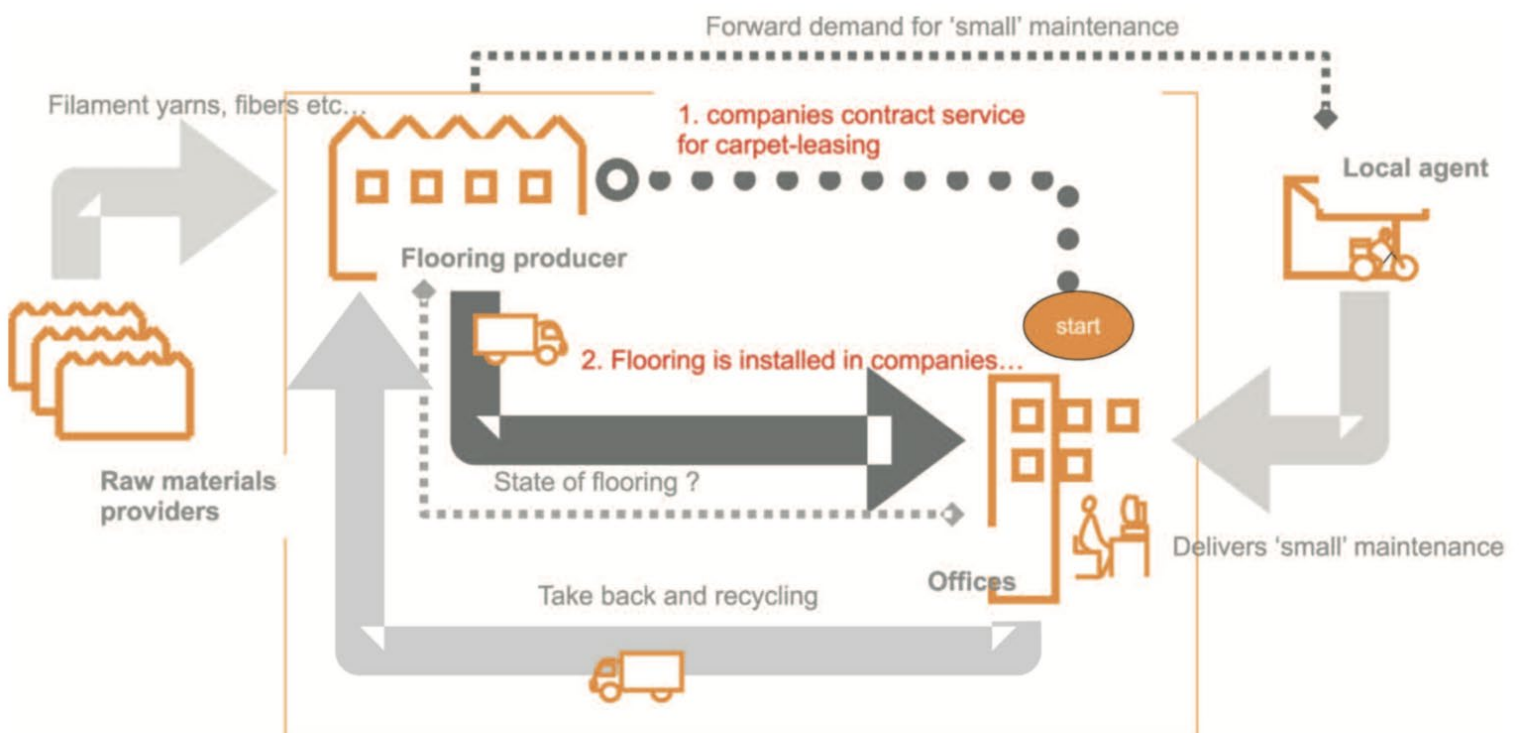 Forward demand for ‘small’ maintenance
Filament yarns, fibers etc...
1. companies contract service
for carpet-leasing
Local agent
Flooring producer
start
2. Flooring is installed in companies...
State of flooring ?
Raw materials
providers
Delivers ‘small’ maintenance
Offices
Take back and recycling